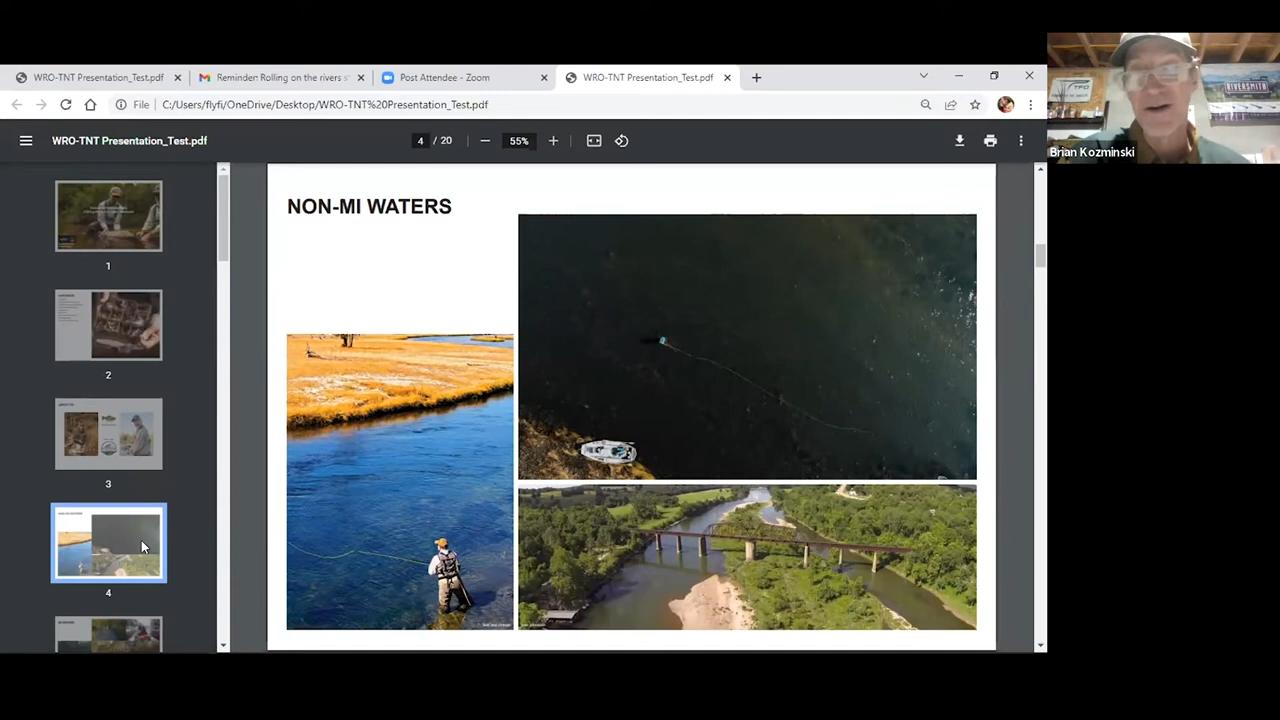 WRO-TNT Presentation_Test.pdf
Reminder: Rolling on the rivers s
Post Attendee - Zoom
WRO-TNT Presentation_Test.pdf
File
C:/Users/flyfi/OneDrive/Desktop/WRO-TNT%20Presentation_Test.pdf
WRO-TNT Presentation_Test.pdf
4 / 20
55%
TFO
RIVERSMITH
Brian Kozminski
NON-MI WATERS
1
2
3
4